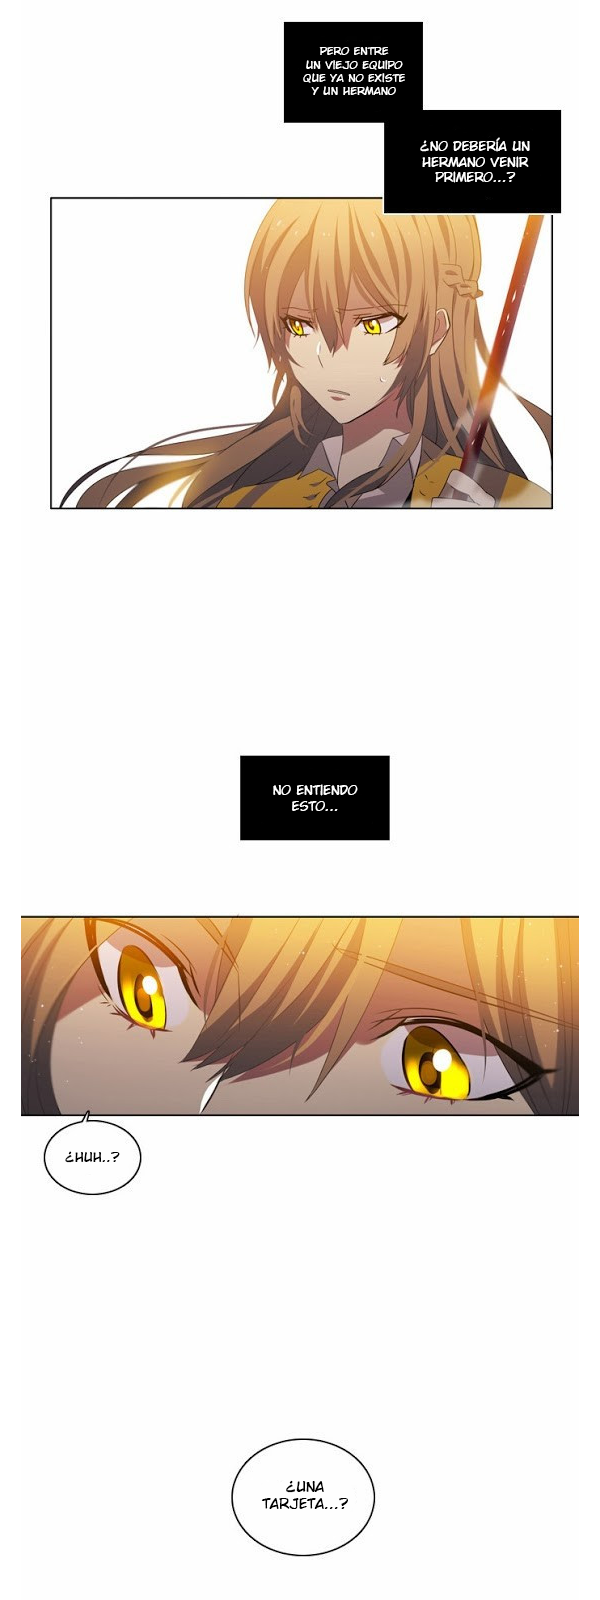 PERO ENTRE
UN VIEJO EQUIPO
QUE YA NO EXISTE
Y UN HERMANO
¿NO DEBERÍA UN
HERMANO VENIR
PRIMERO...?
NO ENTIENDO
ESTO...
¿HUH..?
¿UNA
TARJETA...?